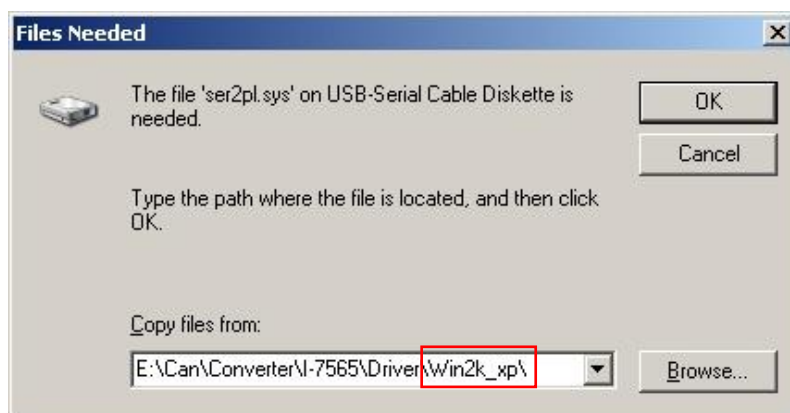 Files Needed
The file 'ser2pl.sys' on USB-Serial Cable Diskette is
needed.
OK
Cancel
Type the path where the file is located, and then click
OK.
Copy files from:
E:\Can\Converter\I-7565\Driver\Win2k_xp\
Browse...